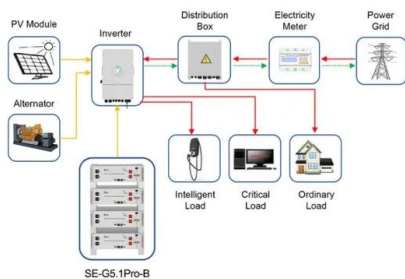 PV Module
Inverter
Distribution
Box
Electricity
Meter
Power
Grid
Alternator
Intelligent
Load
Critical
Load
Ordinary
Load
SE-G5.1Pro-B